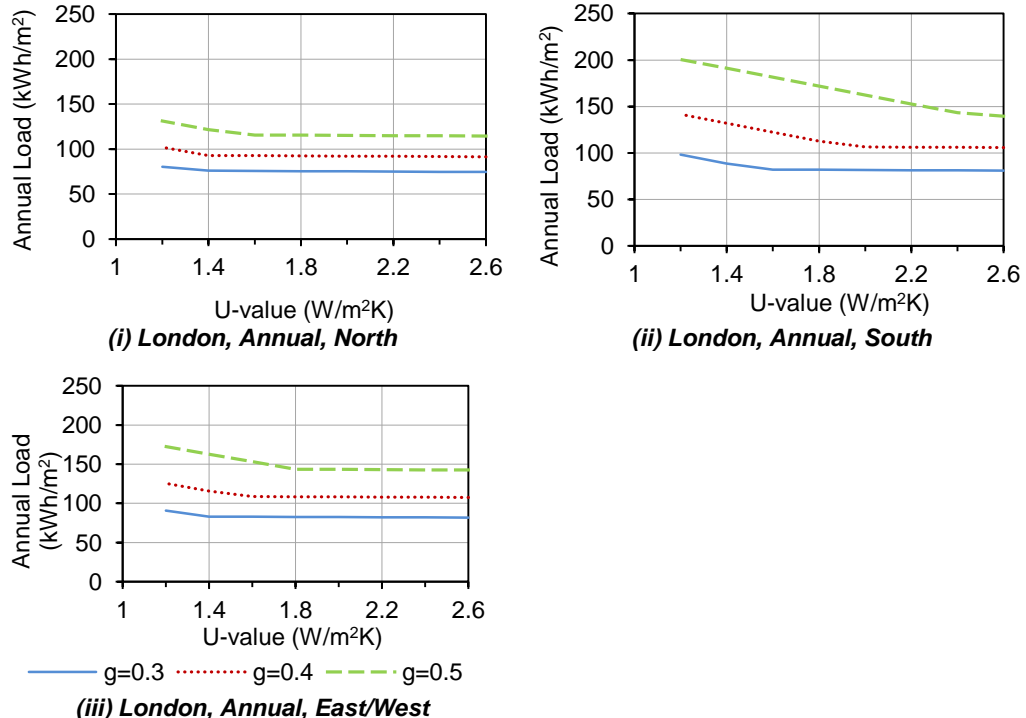 Annual Load (kWh/m²)
250
200
150
100
50
0
1 1.4 1.8 2.2 2.6
U-value (W/m²K)
(i) London, Annual, North
Annual Load (kWh/m²)
250
200
150
100
50
0
1 1.4 1.8 2.2 2.6
U-value (W/m²K)
(ii) London, Annual, South
Annual Load
(kWh/m²)
250
200
150
100
50
0
1 1.4 1.8 2.2 2.6
U-value (W/m²K)
g=0.3 g=0.4 g=0.5
(iii) London, Annual, East/West